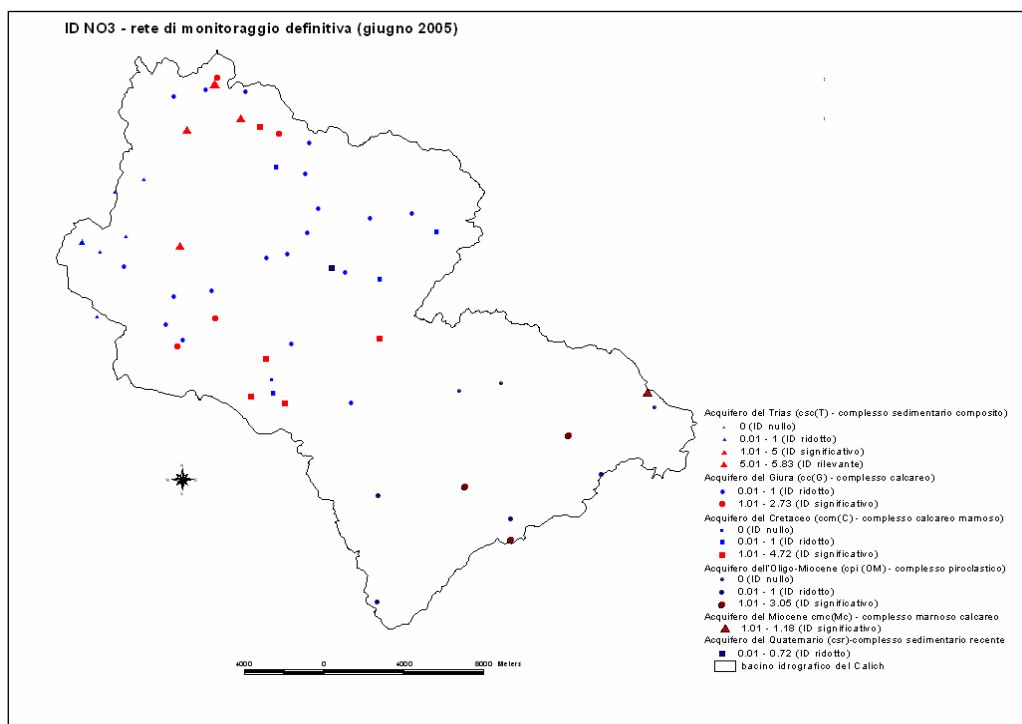 ID NO3 - rete di monitoraggio definitiva (giugno 2005)
Acquifero del Trias (csc(T) - complesso sedimentario composito)
0 (ID nullo)
0.01 - 1 (ID ridotto)
1.01 - 5 (ID significativo)
5.01 - 5.83 (ID rilevante)
Acquifero del Giura (cc(G) - complesso calcareo)
0.01 - 1 (ID ridotto)
1.01 - 2.73 (ID significativo)
Acquifero del Cretaceo (ccm(C) - complesso calcareo marnoso)
0 (ID nullo)
0.01 - 1 (ID ridotto)
1.01 - 4.72 (ID significativo)
Acquifero dell'Oligo-Miocene (cpi (OM) - complesso piroclastico)
0 (ID nullo)
0.01 - 1 (ID ridotto)
1.01 - 3.05 (ID significativo)
Acquifero del Miocene cmc(Mc) - complesso marnoso calcareo
1.01 - 1.18 (ID significativo)
Acquifero del Quaternario (csr)-complesso sedimentario recente
0.01 - 0.72 (ID ridotto)
bacino idrografico del Calich
4000 0 4000 8000 Meters